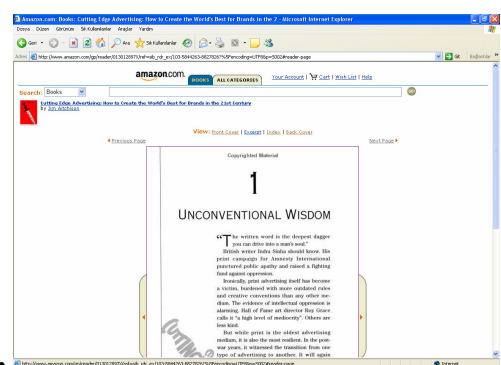 Amazon.com: Books: Cutting Edge Advertising: How to Create the World's Best for Brands in the 2 - Microsoft Internet Explorer
Dosya Düzen Görünüm Sık Kullanılanlar Araçlar Yardım
Geri Ara Sık Kullanılanlar
Adres Git Bağlantılar
amazon.com. BOOKS ALL CATEGORIES Your Account | Cart | Wish List | Help
Search: Books GO
Cutting Edge Advertising: How to Create the World's Best for Brands in the 21st Century
by Jim Aitchison
View: Front Cover | Excerpt | Index | Back Cover
Previous Page Next Page
Copyrighted Material
1
UNCONVENTIONAL WISDOM
"The written word is the deepest dagger
you can drive into a man's soul."
British writer Indra Sinha should know. His
print campaign for Amnesty International
punctured public apathy and raised a fighting
fund against oppression.
Ironically, print advertising itself has become
a victim, burdened with more outdated rules
and creative conventions than any other me-
dium. The evidence of intellectual oppression is
alarming. Hall of Fame art director Roy Grace
calls it "a high level of mediocrity". Others are
less kind.
But while print is the oldest advertising
medium, it is also the most resilient. In the post-
war years, it witnessed the transition from one
type of advertising to another. It will again
Internet